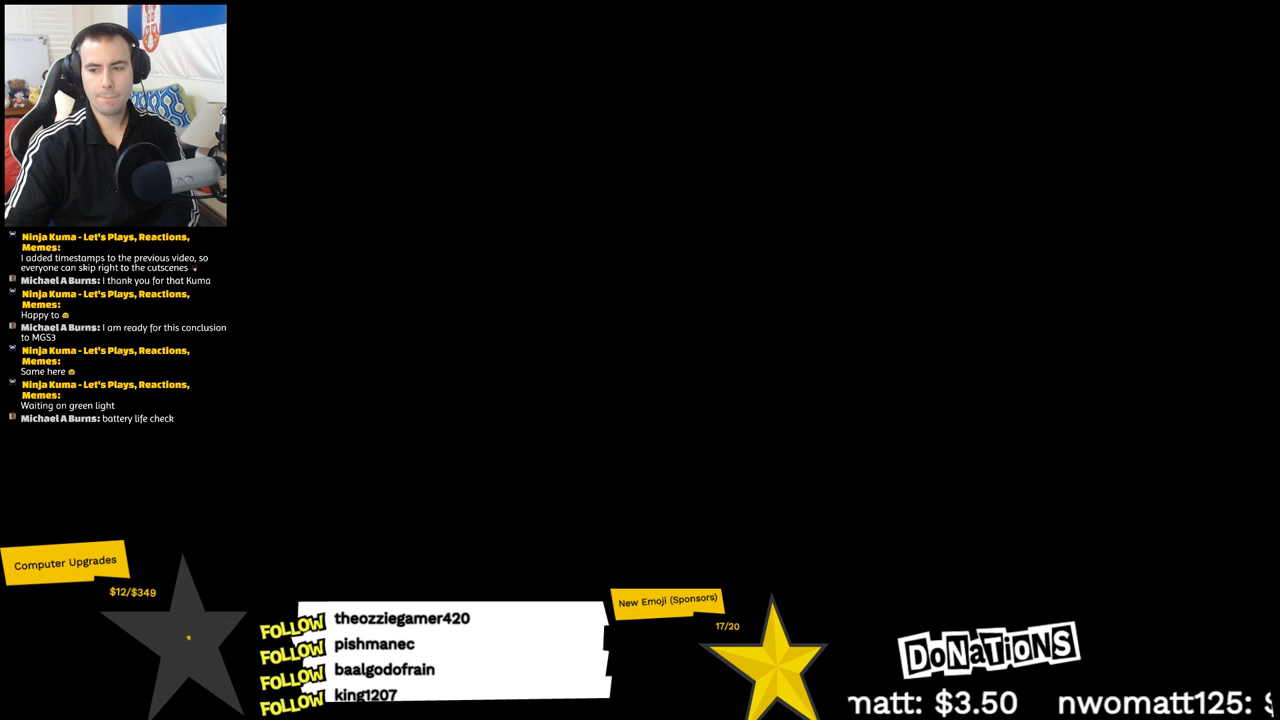 Ninja Kuma - Let's Plays, Reactions,
Memes:
I added timestamps to the previous video, so
everyone can skip right to the cutscenes
Michael A Burns: I thank you for that Kuma
Ninja Kuma - Let's Plays, Reactions,
Memes:
Happy to
Michael A Burns: I am ready for this conclusion
to MGS3
Ninja Kuma - Let's Plays, Reactions,
Memes:
Same here
Ninja Kuma - Let's Plays, Reactions,
Memes:
Waiting on green light
Michael A Burns: battery life check
Computer Upgrades
$12/$349
FOLLOW theozziegamer420
FOLLOW pishmanec
FOLLOW baalgodofrain
FOLLOW king1207
New Emoji (Sponsors)
17/20
DoNaTioNS
matt: $3.50 nwomatt125: $